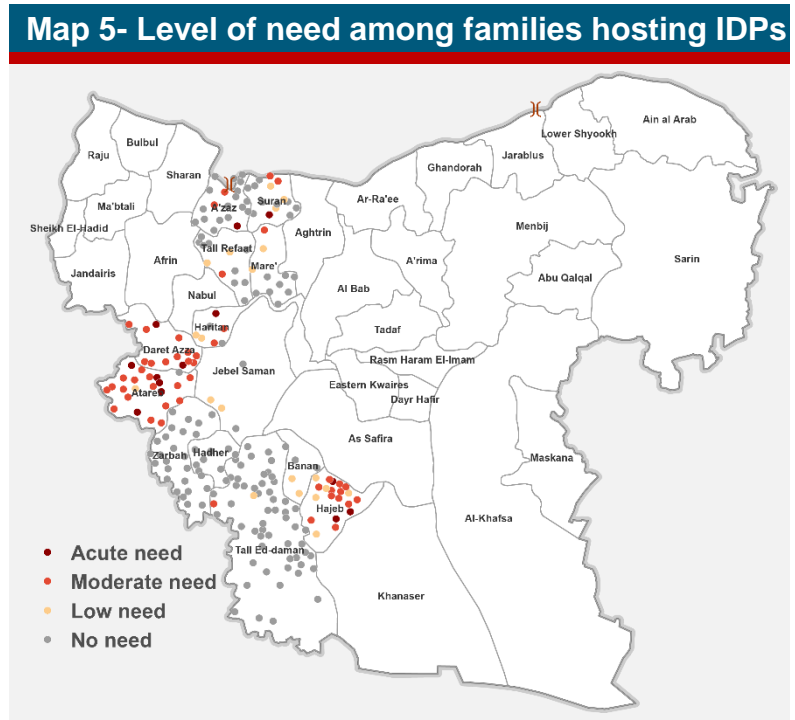 Map 5- Level of need among families hosting IDPs
Ain al Arab
Lower Shyookh
Bulbul
Raju
Jarablus
Ghandorah
Sharan
Ar-Ra'ee
Suran
Ma'btali
A'zaz
Menbij
Sheikh El-Hadid
Aghtrin
Tall Refaat
Afrin
A'rima
Sarin
Mare'
Jandairis
Abu Qalqal
Al Bab
Nabul
Haritan
Tadaf
Daret Azza
Rasm Haram El-Imam
Jebel Saman
Eastern Kwaires
Atareb
Dayr Hafir
As Safira
Zarbah
Hadher
Maskana
Banan
Hajeb
Al-Khafsa
Tall Ed-daman
Acute need
Moderate need
Khanaser
Low need
No need